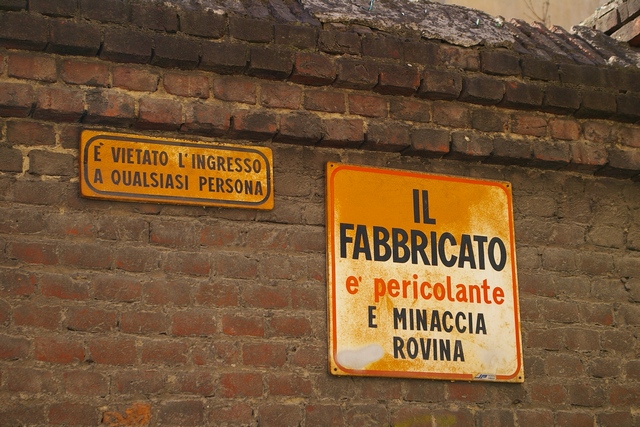 E' VIETATO L'INGRESSO
A QUALSIASI PERSONA
IL
FABBRICATO
e' pericolante
E MINACCIA
ROVINA